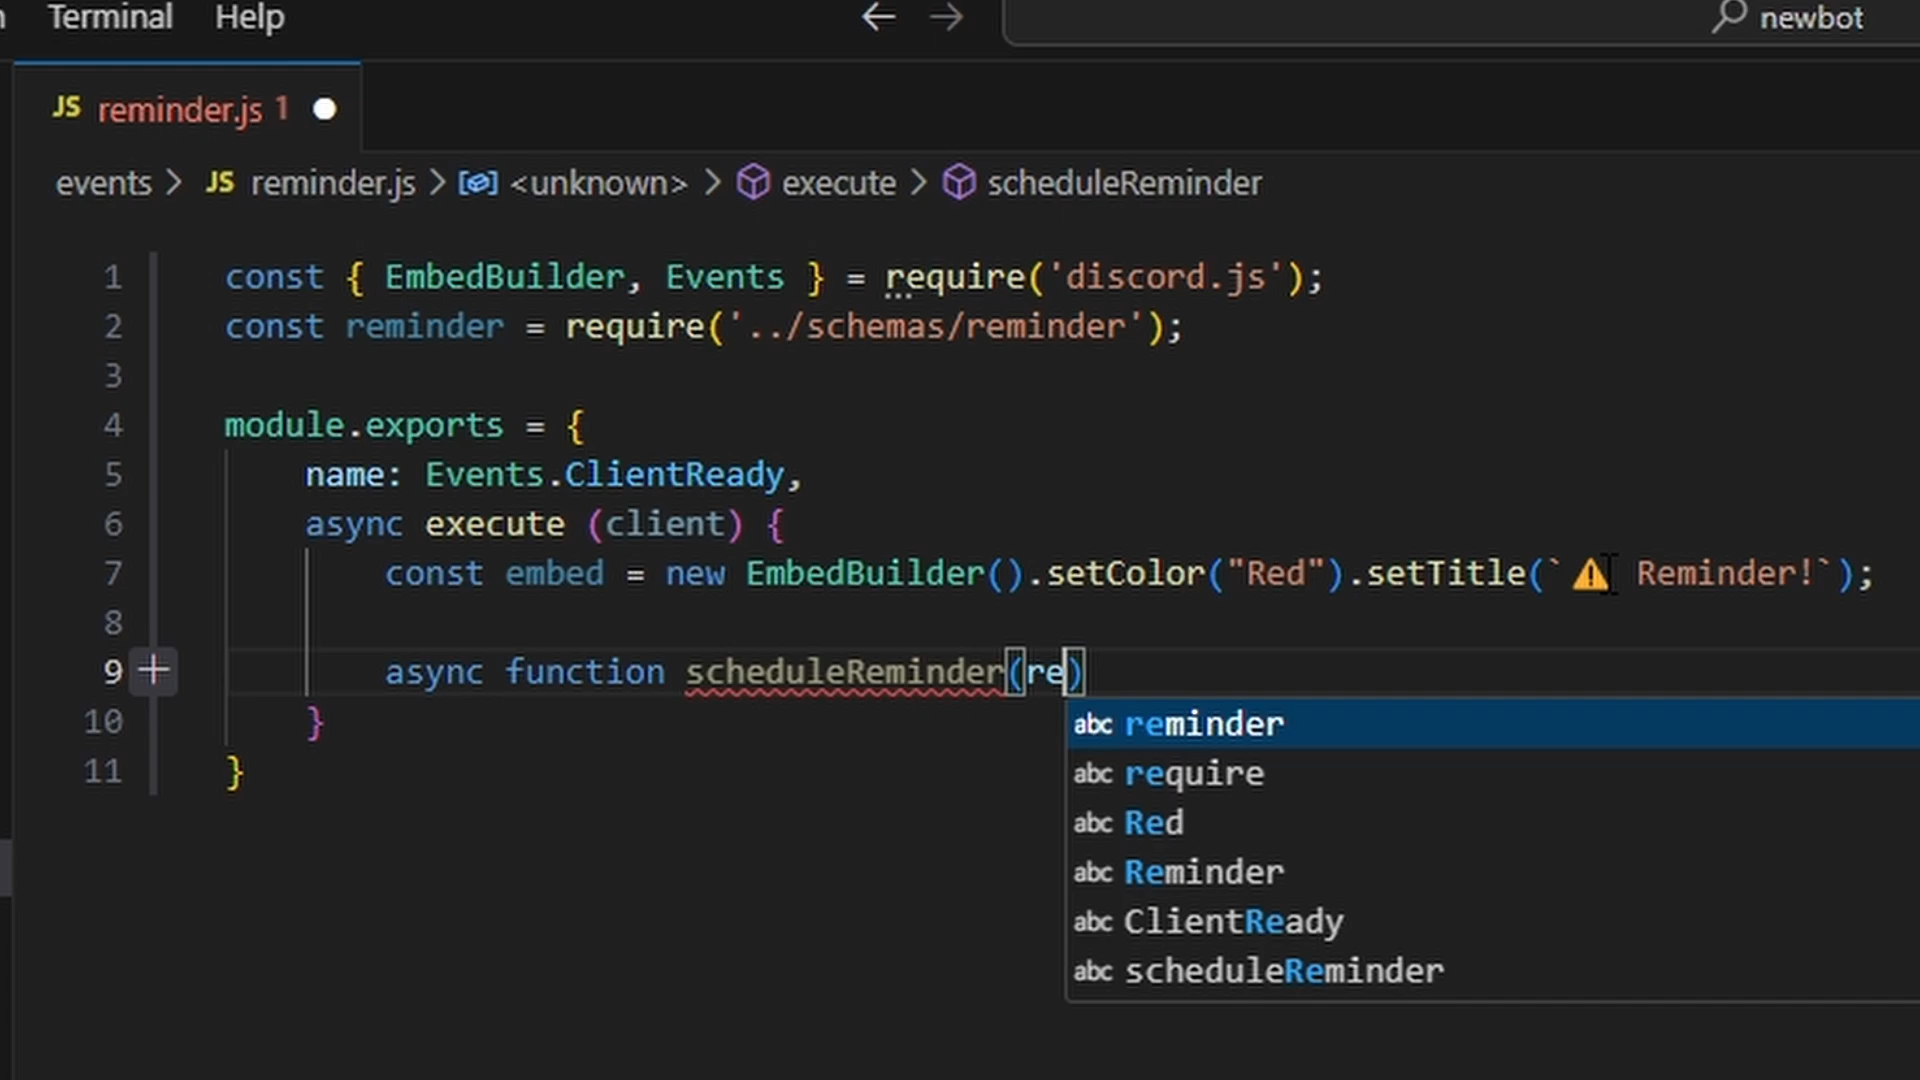 Terminal Help newbot
JS reminder.js 1
events > JS reminder.js > <unknown> > execute > scheduleReminder
1 const { EmbedBuilder, Events } = require('discord.js');
2 const reminder = require('../schemas/reminder');
3
4 module.exports = {
5 name: Events.ClientReady,
6 async execute (client) {
7 const embed = new EmbedBuilder().setColor("Red").setTitle(`⚠️ Reminder!`);
8
9 async function scheduleReminder(re)
10 }
11 }
abc reminder
abc require
abc Red
abc Reminder
abc ClientReady
abc scheduleReminder